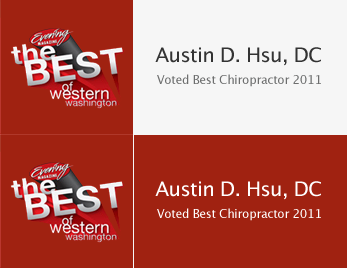 Evening
MAGAZINE
the
BEST
of
western
washington
Austin D. Hsu, DC
Voted Best Chiropractor 2011
Evening
MAGAZINE
the
BEST
of
western
washington
Austin D. Hsu, DC
Voted Best Chiropractor 2011